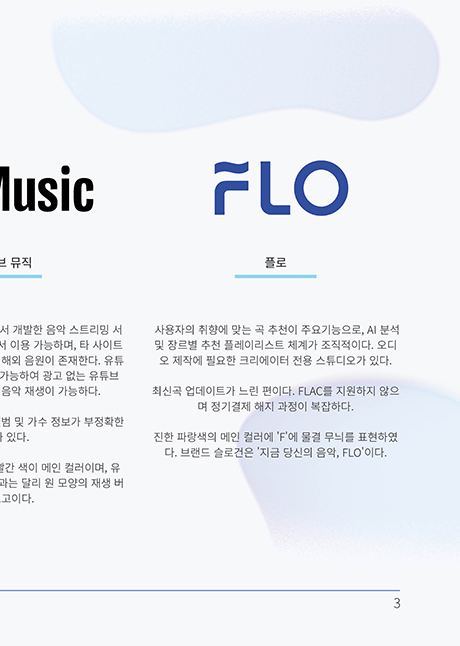 Music
브 뮤직
서 개발한 음악 스트리밍 서
서 이용 가능하며, 타 사이트
해외 음원이 존재한다. 유튜
가능하여 광고 없는 유튜브
음악 재생이 가능하다.
범 및 가수 정보가 부정확한
있다.
빨간 색이 메인 컬러이며, 유
과는 달리 원 모양의 재생 버
고이다.
FLO
플로
사용자의 취향에 맞는 곡 추천이 주요기능으로, AI 분석
및 장르별 추천 플레이리스트 체계가 조직적이다. 오디
오 제작에 필요한 크리에이터 전용 스튜디오가 있다.
최신곡 업데이트가 느린 편이다. FLAC를 지원하지 않으
며 정기결제 해지 과정이 복잡하다.
진한 파랑색의 메인 컬러에 'F'에 물결 무늬를 표현하였
다. 브랜드 슬로건은 '지금 당신의 음악, FLO'이다.
3